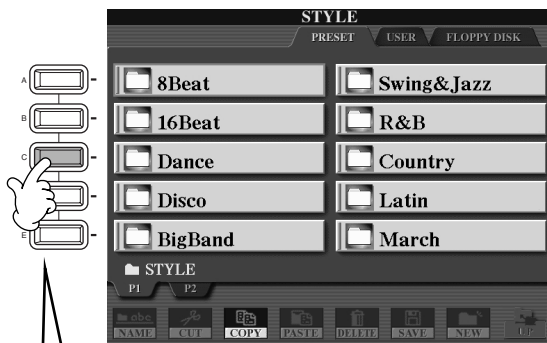 STYLE
PRESET USER FLOPPY DISK
A 8Beat Swing&Jazz
B 16Beat R&B
C Dance Country
Disco Latin
E BigBand March
STYLE
P1 P2
abc
NAME CUT COPY PASTE DELETE SAVE NEW UP